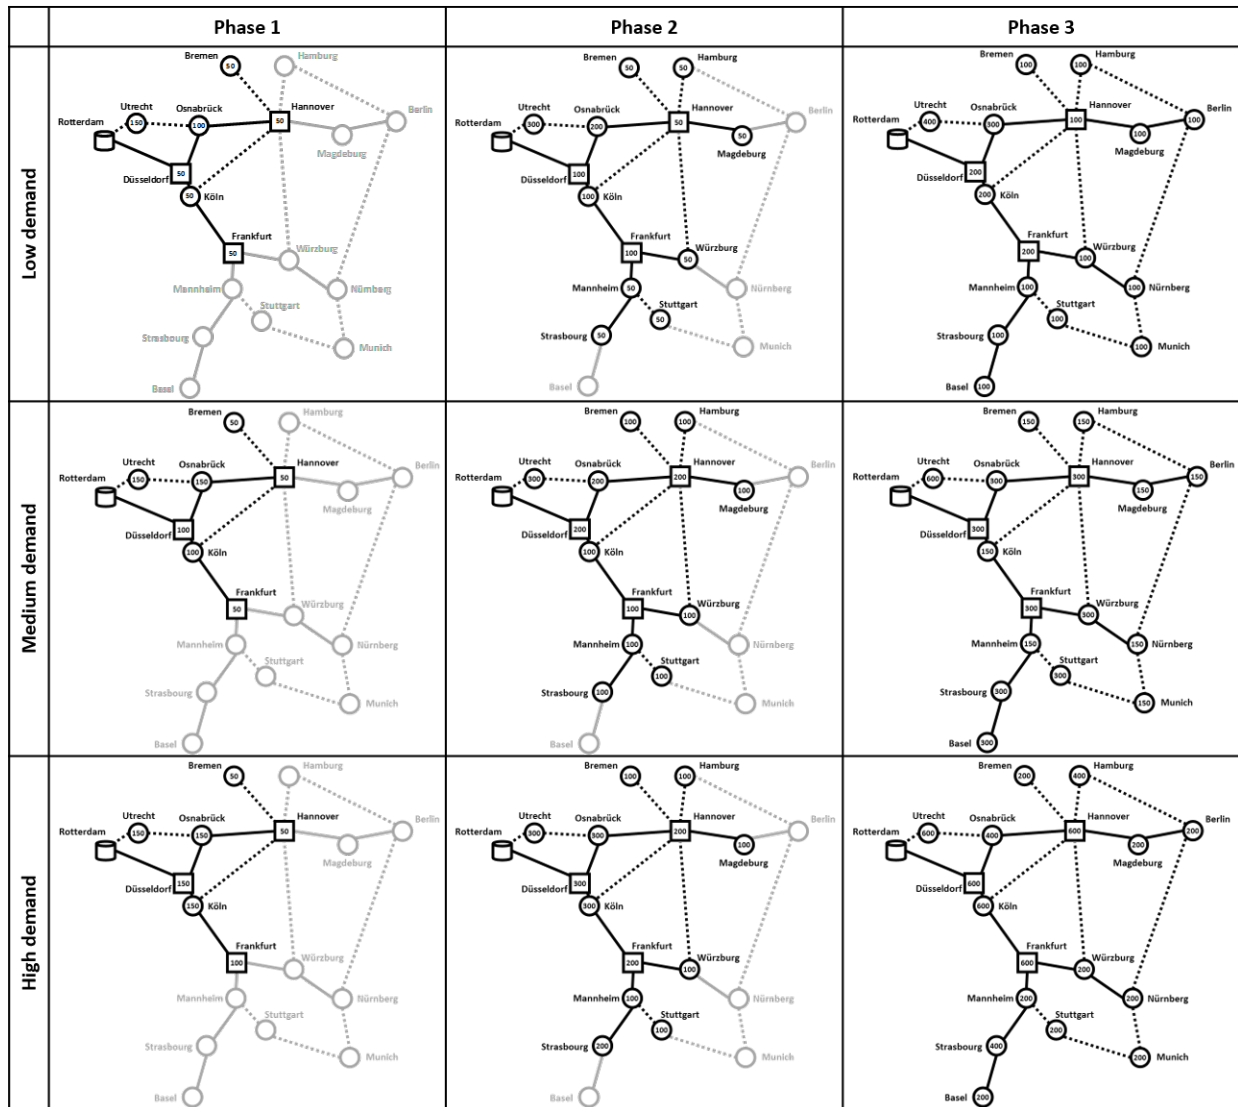 Phase 1 Phase 2 Phase 3
Low demand
Bremen 50 Hamburg
Utrecht 150 Osnabrück 100 Hannover 50 Berlin
Rotterdam
Magdeburg
Düsseldorf 50
50 Köln
Frankfurt 50 Würzburg
Mannheim Nürnberg
Stuttgart
Strasbourg Munich
Basel
Bremen 50 Hamburg 50
Utrecht 300 Osnabrück 200 Hannover 50 Berlin
Rotterdam
50 Magdeburg
Düsseldorf 100
100 Köln
Frankfurt 100 Würzburg 50
Mannheim 50 Nürnberg
Stuttgart 50
Strasbourg 50 Munich
Basel
Bremen 100 Hamburg 100
Utrecht 400 Osnabrück 300 Hannover 100 Berlin 100
Rotterdam
100 Magdeburg
Düsseldorf 200
200 Köln
Frankfurt 200 Würzburg 100
Mannheim 100 Nürnberg 100
Stuttgart 100
Strasbourg 100 Munich 100
Basel 100
Medium demand
Bremen 50 Hamburg
Utrecht 150 Osnabrück 150 Hannover 50 Berlin
Rotterdam
Magdeburg
Düsseldorf 100
100 Köln
Frankfurt 50 Würzburg
Mannheim Nürnberg
Stuttgart
Strasbourg Munich
Basel
Bremen 100 Hamburg 100
Utrecht 300 Osnabrück 200 Hannover 200 Berlin
Rotterdam
100 Magdeburg
Düsseldorf 200
100 Köln
Frankfurt 100 Würzburg 100
Mannheim 100 Nürnberg
Stuttgart 100
Strasbourg 100 Munich
Basel
Bremen 150 Hamburg 150
Utrecht 600 Osnabrück 300 Hannover 300 Berlin 150
Rotterdam
150 Magdeburg
Düsseldorf 300
150 Köln
Frankfurt 300 Würzburg 300
Mannheim 150 Nürnberg 150
Stuttgart 300
Strasbourg 300 Munich 150
Basel 300
High demand
Bremen 50 Hamburg
Utrecht 150 Osnabrück 150 Hannover 50 Berlin
Rotterdam
Magdeburg
Düsseldorf 150
150 Köln
Frankfurt 100 Würzburg
Mannheim Nürnberg
Stuttgart
Strasbourg Munich
Basel
Bremen 100 Hamburg 100
Utrecht 300 Osnabrück 300 Hannover 200 Berlin
Rotterdam
100 Magdeburg
Düsseldorf 300
300 Köln
Frankfurt 200 Würzburg 100
Mannheim 100 Nürnberg
Stuttgart 100
Strasbourg 200 Munich
Basel
Bremen 200 Hamburg 400
Utrecht 600 Osnabrück 400 Hannover 600 Berlin 200
Rotterdam
200 Magdeburg
Düsseldorf 600
600 Köln
Frankfurt 600 Würzburg 200
Mannheim 200 Nürnberg 200
Stuttgart 200
Strasbourg 400 Munich 200
Basel 200